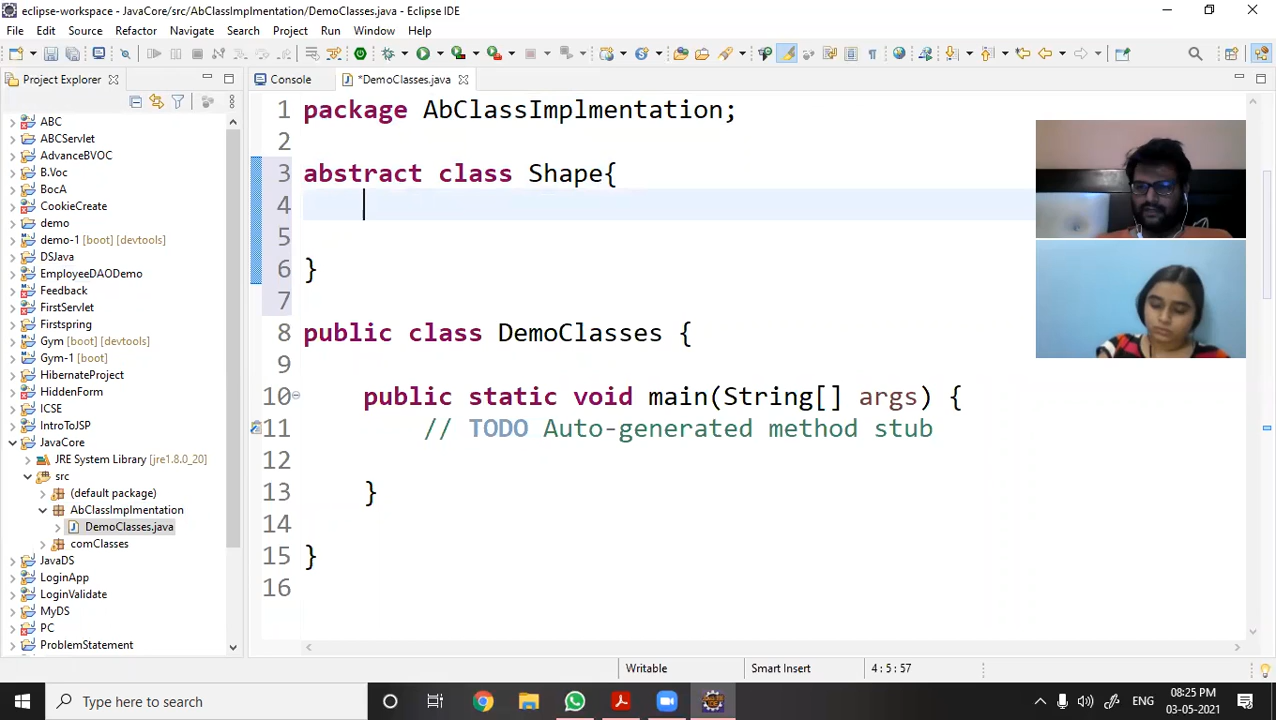 eclipse-workspace - JavaCore/src/AbClassImplmentation/DemoClasses.java - Eclipse IDE
File Edit Source Refactor Navigate Search Project Run Window Help
Project Explorer
Console
*DemoClasses.java
ABC
ABCServlet
AdvanceBVOC
B.Voc
BocA
CookieCreate
demo
demo-1 [boot] [devtools]
DSJava
EmployeeDAODemo
Feedback
FirstServlet
Firstspring
Gym [boot] [devtools]
Gym-1 [boot]
HibernateProject
HiddenForm
ICSE
IntroToJSP
JavaCore
JRE System Library [jre1.8.0_20]
src
(default package)
AbClassImplmentation
DemoClasses.java
comClasses
JavaDS
LoginApp
LoginValidate
MyDS
PC
ProblemStatement
1 package AbClassImplmentation;
2
3 abstract class Shape{
4
5
6 }
7
8 public class DemoClasses {
9
10 public static void main(String[] args) {
11 // TODO Auto-generated method stub
12
13 }
14
15 }
16
Writable
Smart Insert
4 : 5 : 57
Type here to search
ENG
08:25 PM
03-05-2021